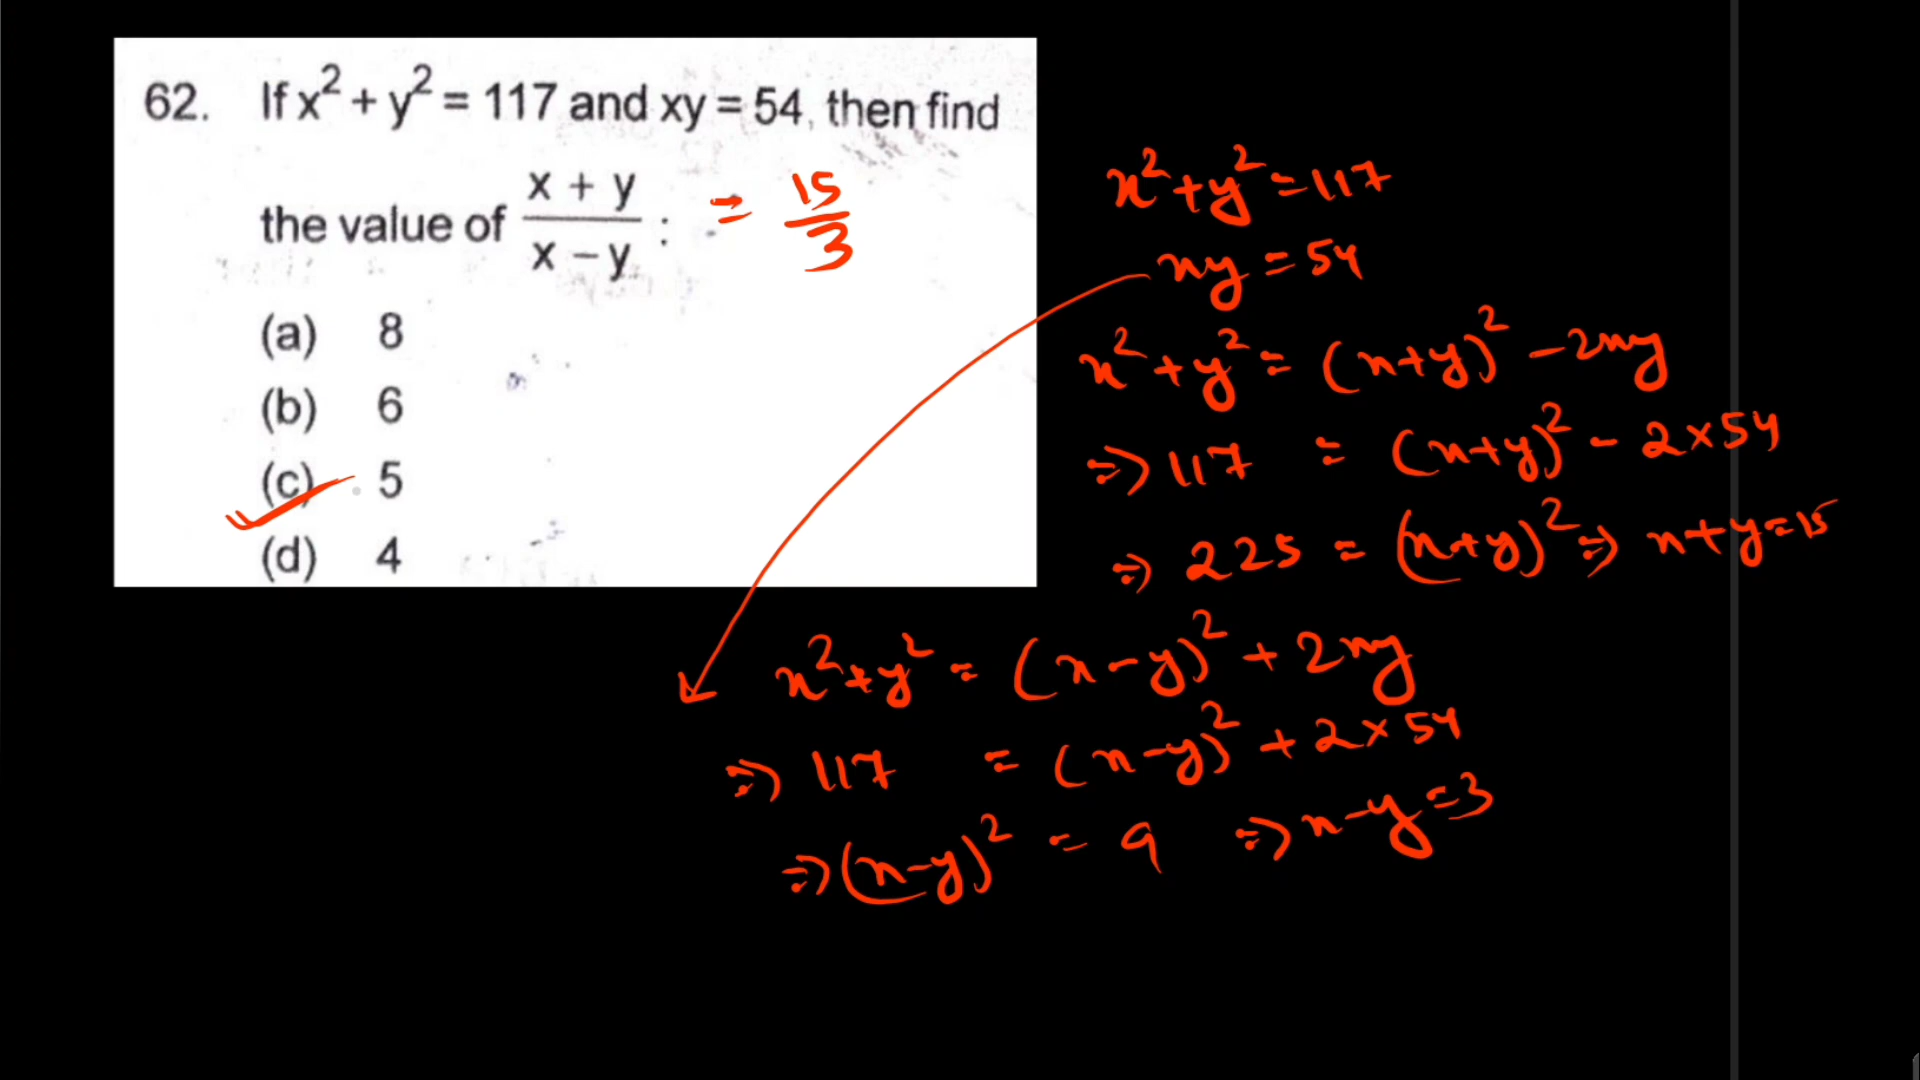 62. If x² + y² = 117 and xy = 54, then find
the value of (x + y)/(x – y) : = 15/3
(a) 8
(b) 6
(c) 5
(d) 4
x²+y²=117
xy = 54
x²+y² = (x+y)² – 2xy
⇒ 117 = (x+y)² – 2×54
⇒ 225 = (x+y)² ⇒ x+y=15
x²+y² = (x–y)² + 2xy
⇒ 117 = (x–y)² + 2×54
⇒ (x–y)² = 9 ⇒ x–y=3